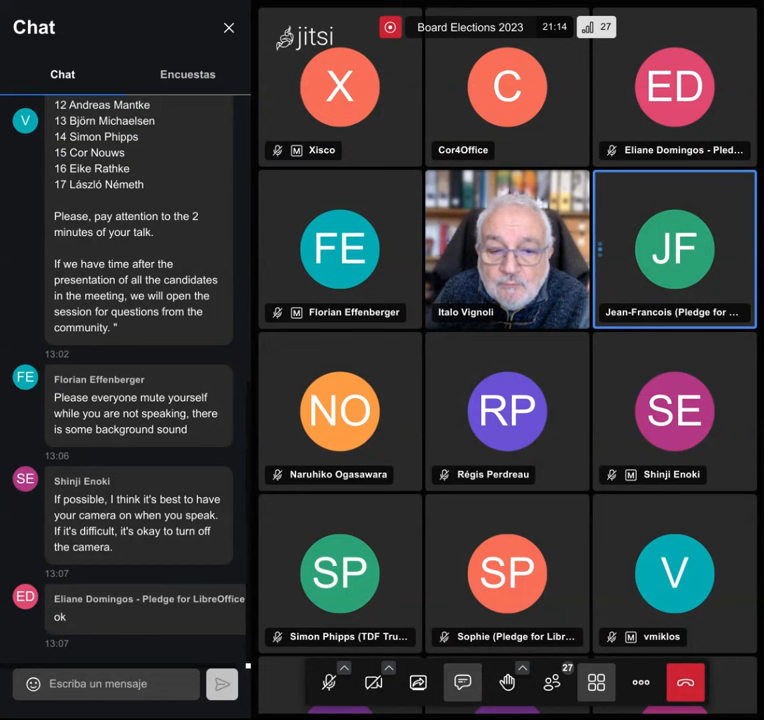 Chat
Chat
Encuestas
V
12 Andreas Mantke
13 Björn Michaelsen
14 Simon Phipps
15 Cor Nouws
16 Eike Rathke
17 László Németh
Please, pay attention to the 2
minutes of your talk.
If we have time after the
presentation of all the candidates
in the meeting, we will open the
session for questions from the
community. "
13:02
FE
Florian Effenberger
Please everyone mute yourself
while you are not speaking, there
is some background sound
13:06
SE
Shinji Enoki
If possible, I think it's best to have
your camera on when you speak.
If it's difficult, it's okay to turn off
the camera.
13:07
ED
Eliane Domingos - Pledge for LibreOffice
ok
13:07
Escriba un mensaje
jitsi
Board Elections 2023
21:14
27
X
M Xisco
C
Cor4Office
ED
Eliane Domingos - Pled...
FE
M Florian Effenberger
Italo Vignoli
JF
Jean-Francois (Pledge for ...
NO
Naruhiko Ogasawara
RP
Régis Perdreau
SE
M Shinji Enoki
SP
Simon Phipps (TDF Tru...
SP
Sophie (Pledge for Libr...
V
M vmiklos
27